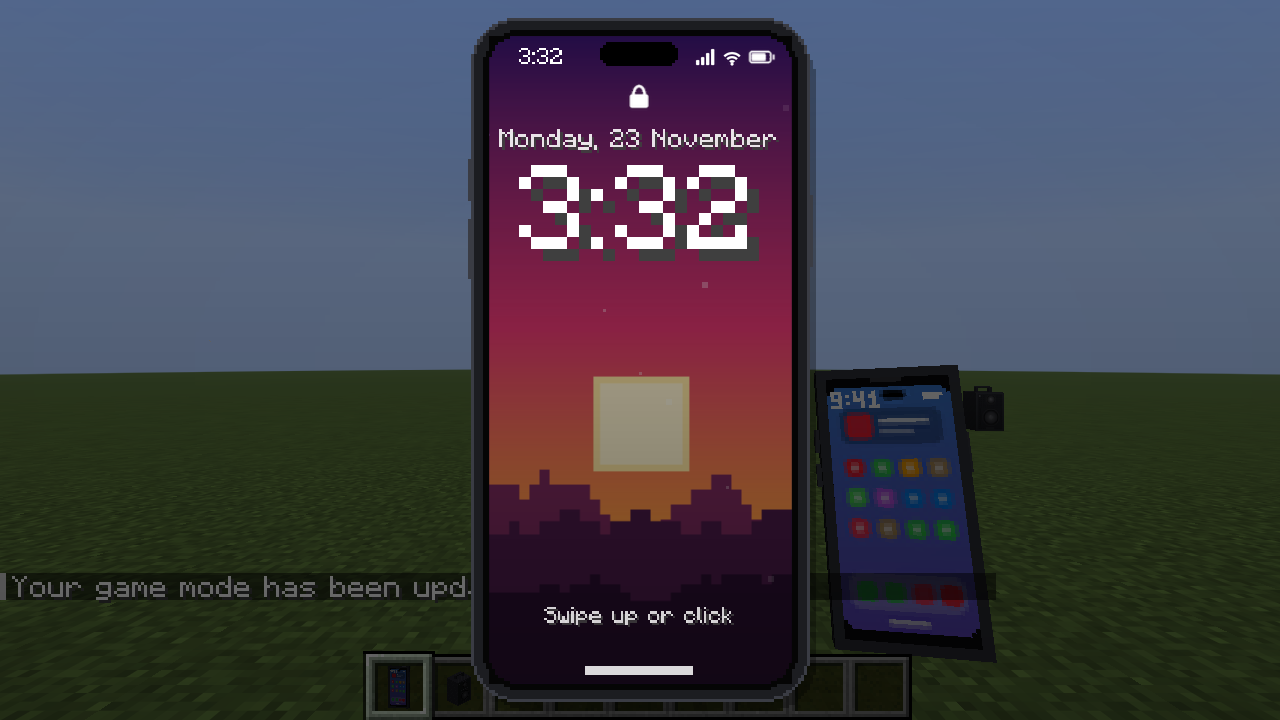 3:32
Monday, 23 November
3:32
9:41
Your game mode has been upd
Swipe up or click